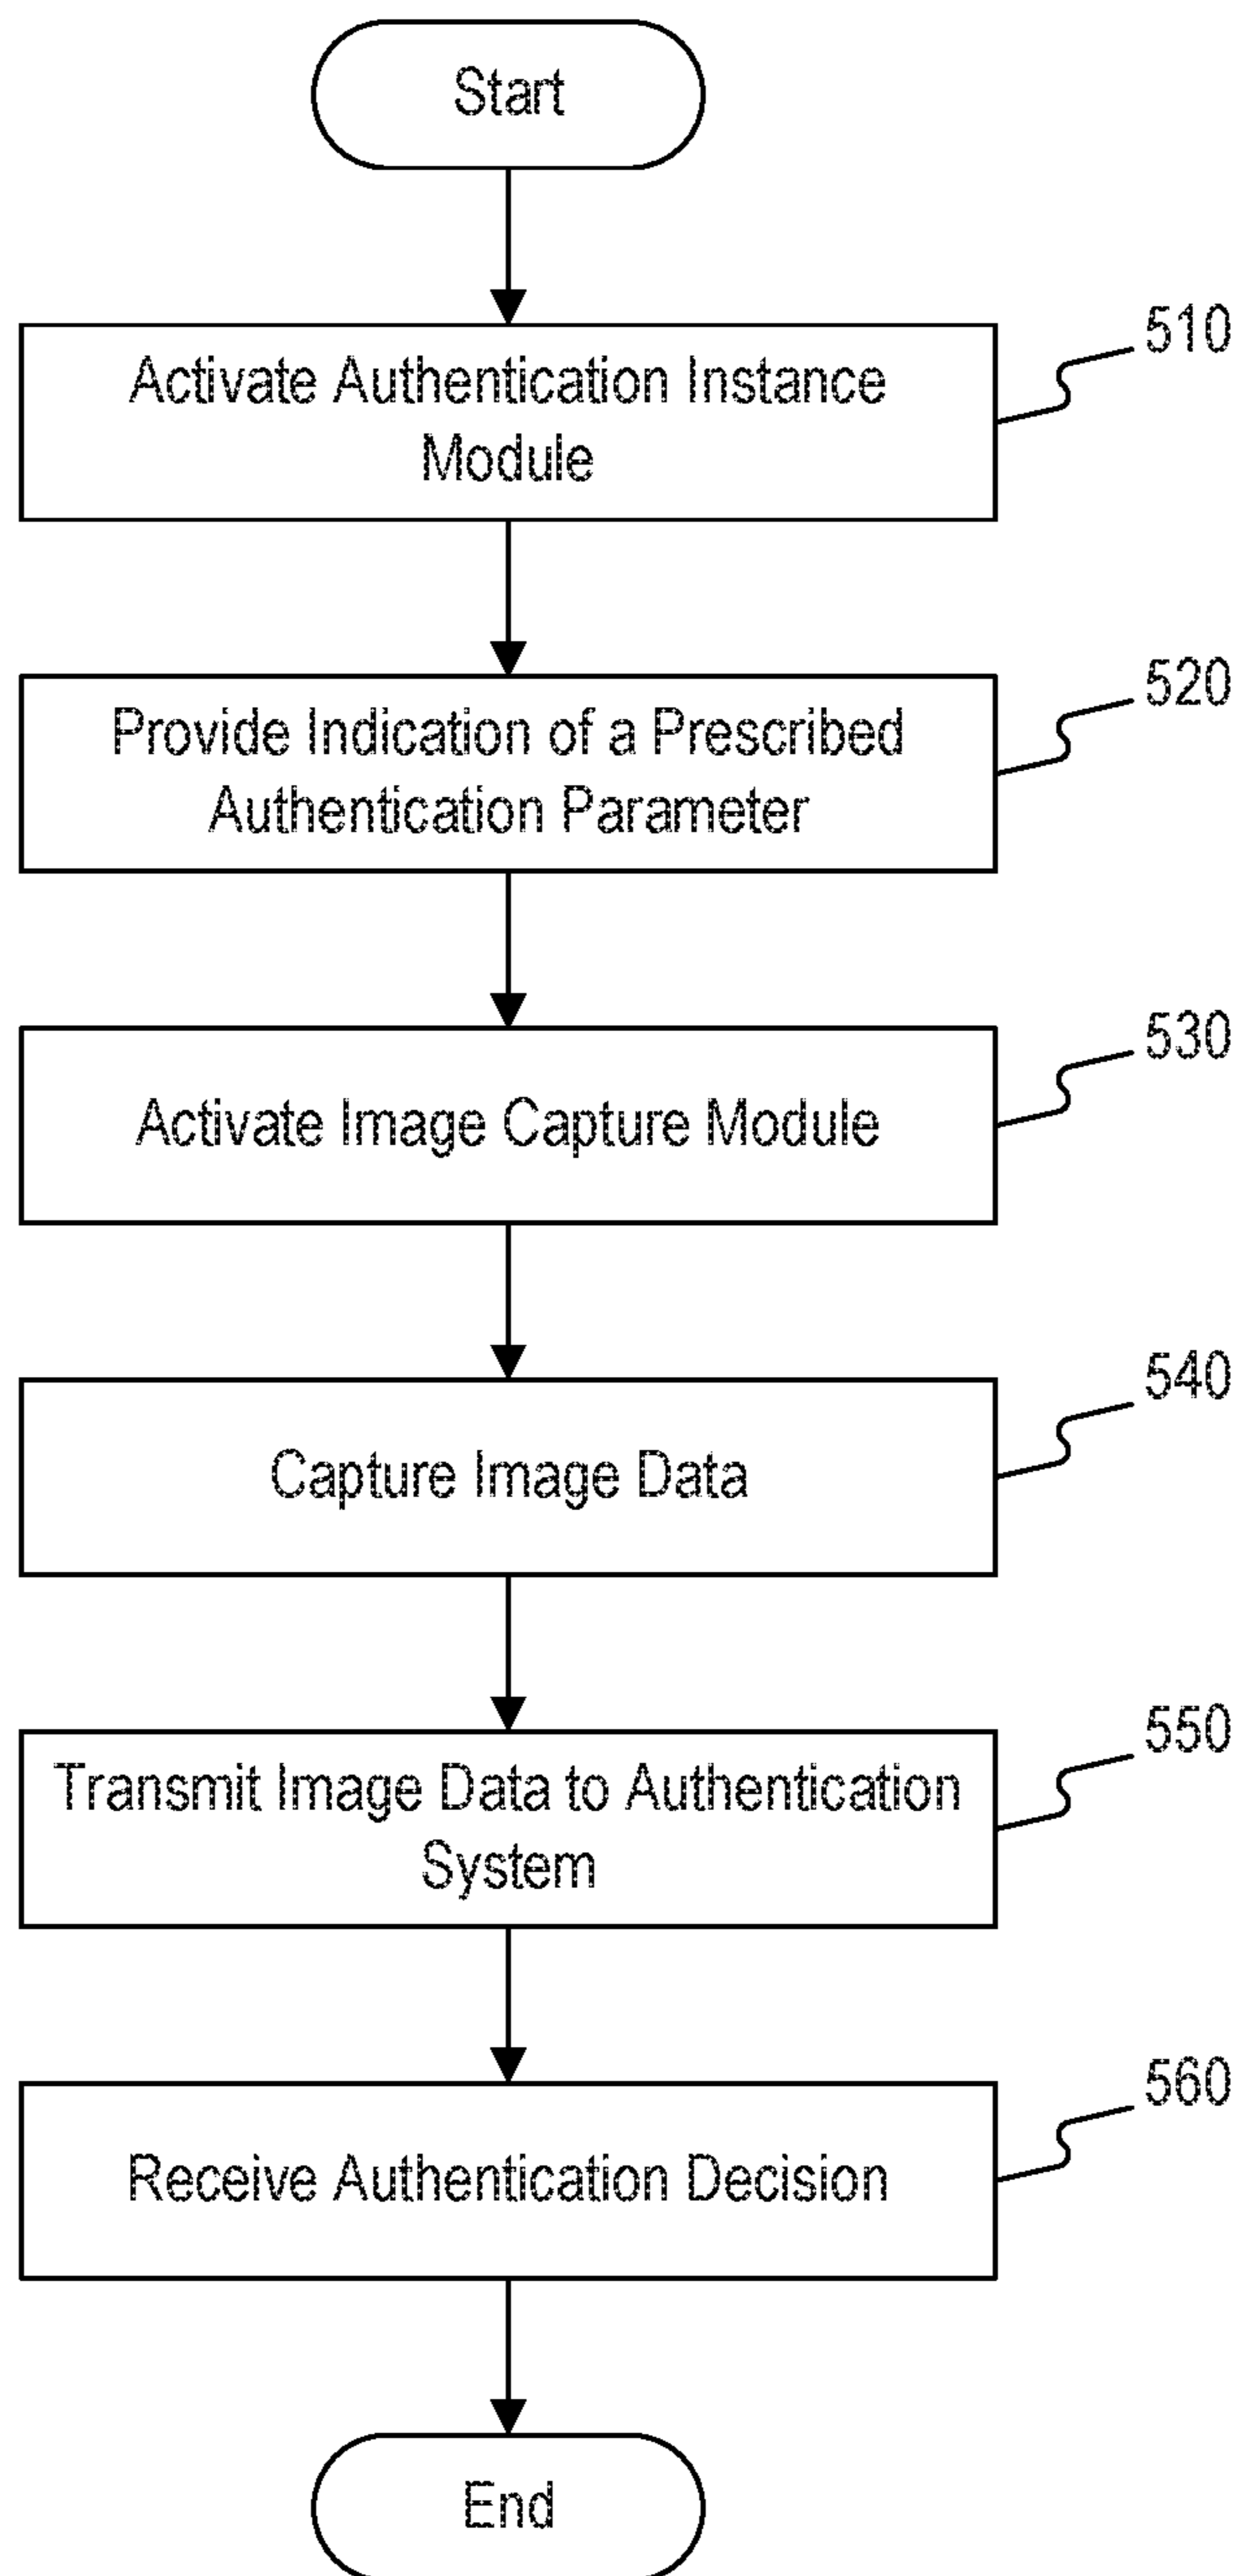 Start
510
Activate Authentication Instance
Module
520
Provide Indication of a Prescribed
Authentication Parameter
530
Activate Image Capture Module
540
Capture Image Data
550
Transmit Image Data to Authentication
System
560
Receive Authentication Decision
End